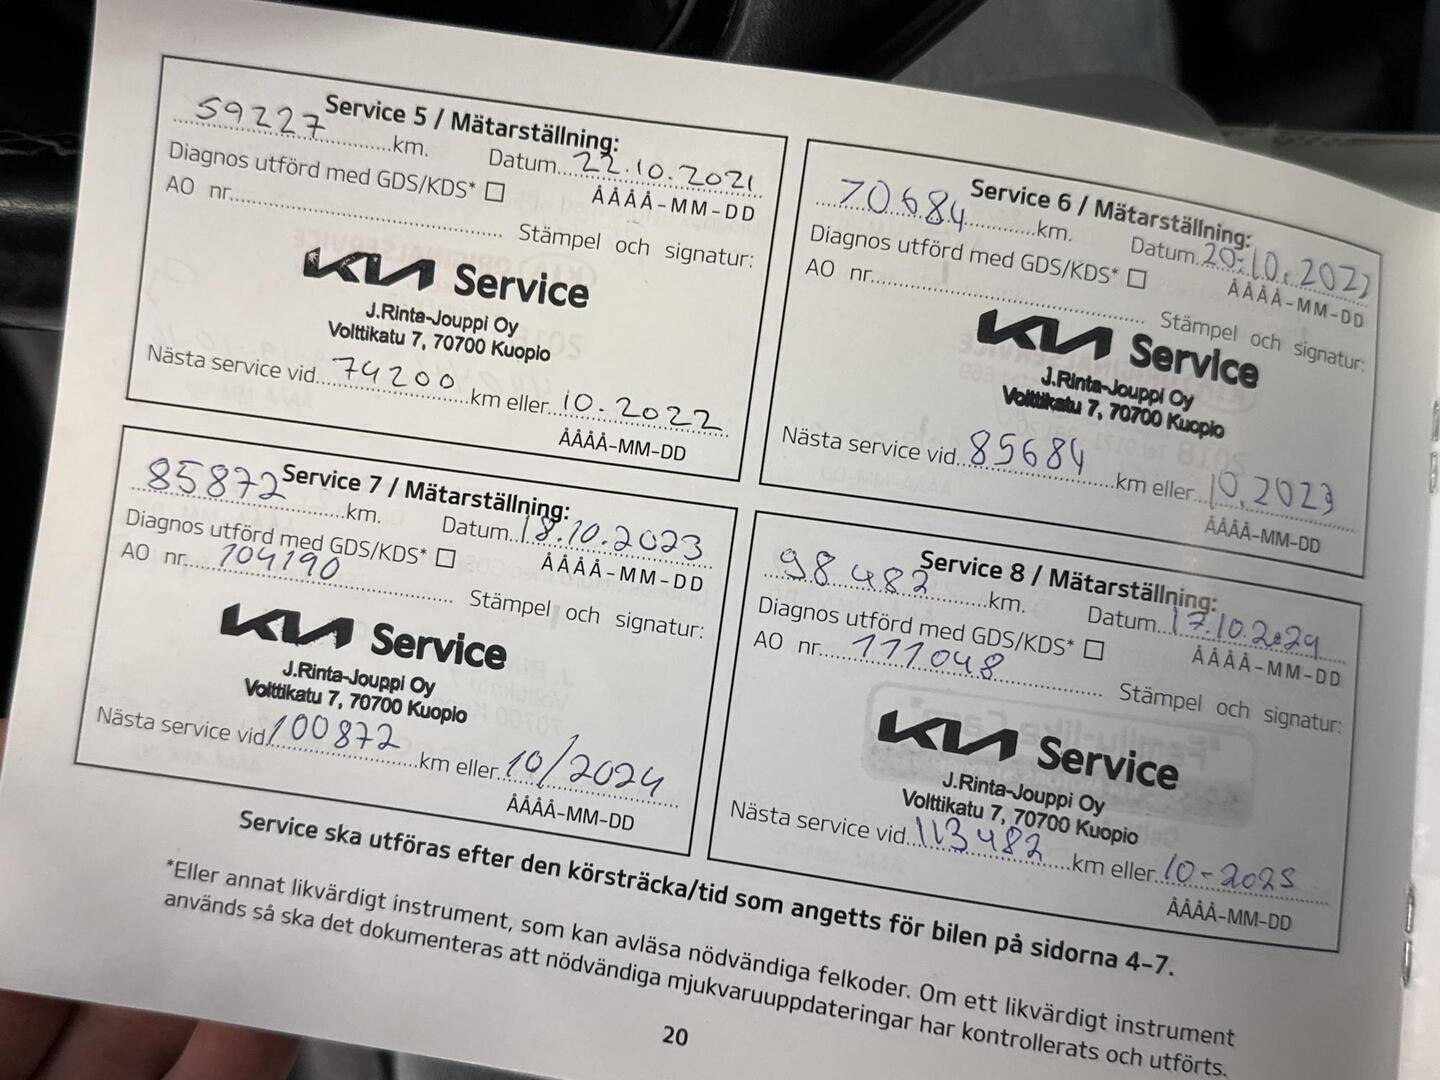 Service 5 / Mätarställning:
59227 km. Datum 22.10.2021
Diagnos utförd med GDS/KDS* ☐ ÅÅÅÅ-MM-DD
AO nr. Stämpel och signatur:
KIA Service
J.Rinta-Jouppi Oy
Volttikatu 7, 70700 Kuopio
Nästa service vid 74200 km eller 10.2022
ÅÅÅÅ-MM-DD
Service 6 / Mätarställning:
70684 km. Datum 20.10.2022
Diagnos utförd med GDS/KDS* ☐ ÅÅÅÅ-MM-DD
AO nr. Stämpel och signatur:
KIA Service
J.Rinta-Jouppi Oy
Volttikatu 7, 70700 Kuopio
Nästa service vid 85684 km eller 10.2023
ÅÅÅÅ-MM-DD
Service 7 / Mätarställning:
85872 km. Datum 18.10.2023
Diagnos utförd med GDS/KDS* ☐ ÅÅÅÅ-MM-DD
AO nr. 104190 Stämpel och signatur:
KIA Service
J.Rinta-Jouppi Oy
Volttikatu 7, 70700 Kuopio
Nästa service vid 100872 km eller 10/2024
ÅÅÅÅ-MM-DD
Service 8 / Mätarställning:
98482 km. Datum 17.10.2024
Diagnos utförd med GDS/KDS* ☐ ÅÅÅÅ-MM-DD
AO nr. 111048 Stämpel och signatur:
KIA Service
J.Rinta-Jouppi Oy
Volttikatu 7, 70700 Kuopio
Nästa service vid 113482 km eller 10-2025
ÅÅÅÅ-MM-DD
Service ska utföras efter den körsträcka/tid som angetts för bilen på sidorna 4-7.
*Eller annat likvärdigt instrument, som kan avläsa nödvändiga felkoder. Om ett likvärdigt instrument
används så ska det dokumenteras att nödvändiga mjukvaruuppdateringar har kontrollerats och utförts.
20